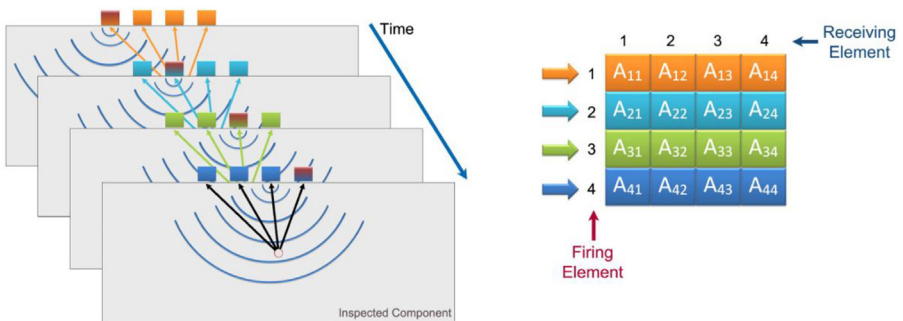 Time
Inspected Component
1 2 3 4
Receiving
Element
1 A11 A12 A13 A14
2 A21 A22 A23 A24
3 A31 A32 A33 A34
4 A41 A42 A43 A44
Firing
Element